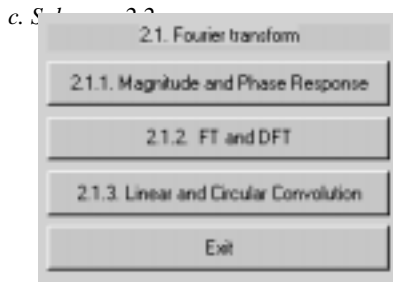 c. S
2.1. Fourier transform
2.1.1. Magnitude and Phase Response
2.1.2. FT and DFT
2.1.3. Linear and Circular Convolution
Exit